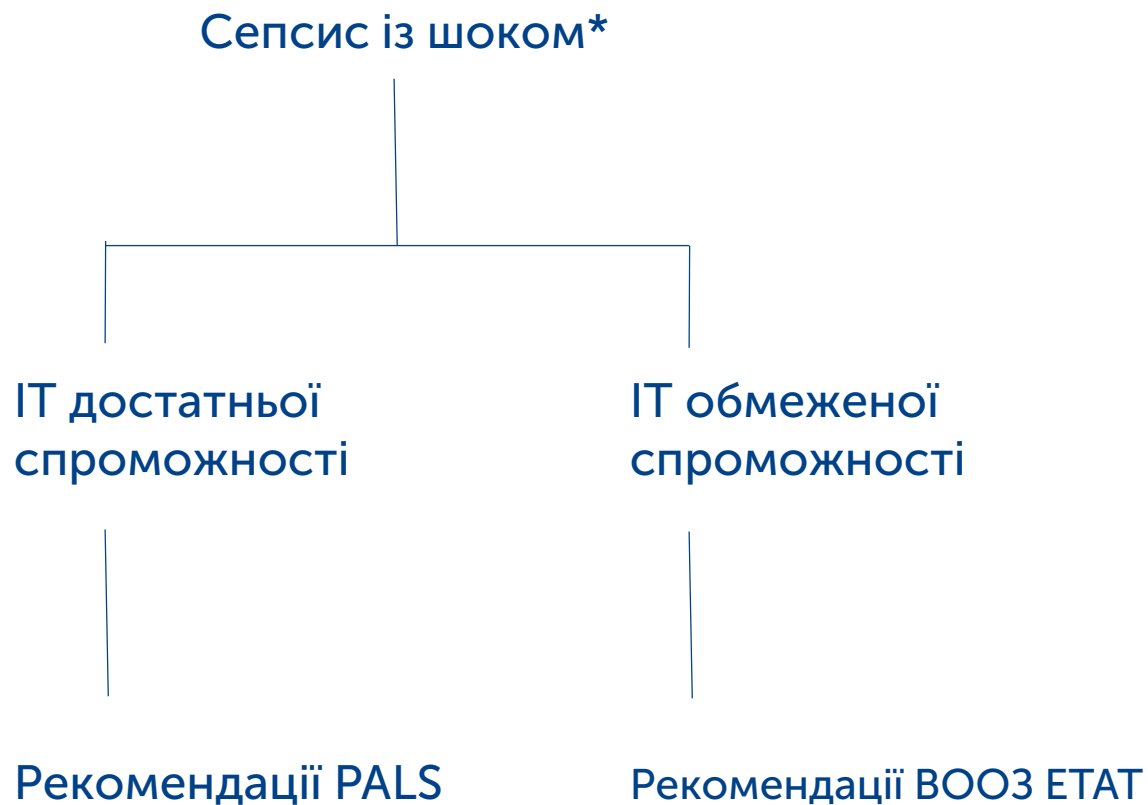 Сепсис із шоком*
ІТ достатньої
спроможності
ІТ обмеженої
спроможності
Рекомендації PALS
Рекомендації ВООЗ ЕТАТ